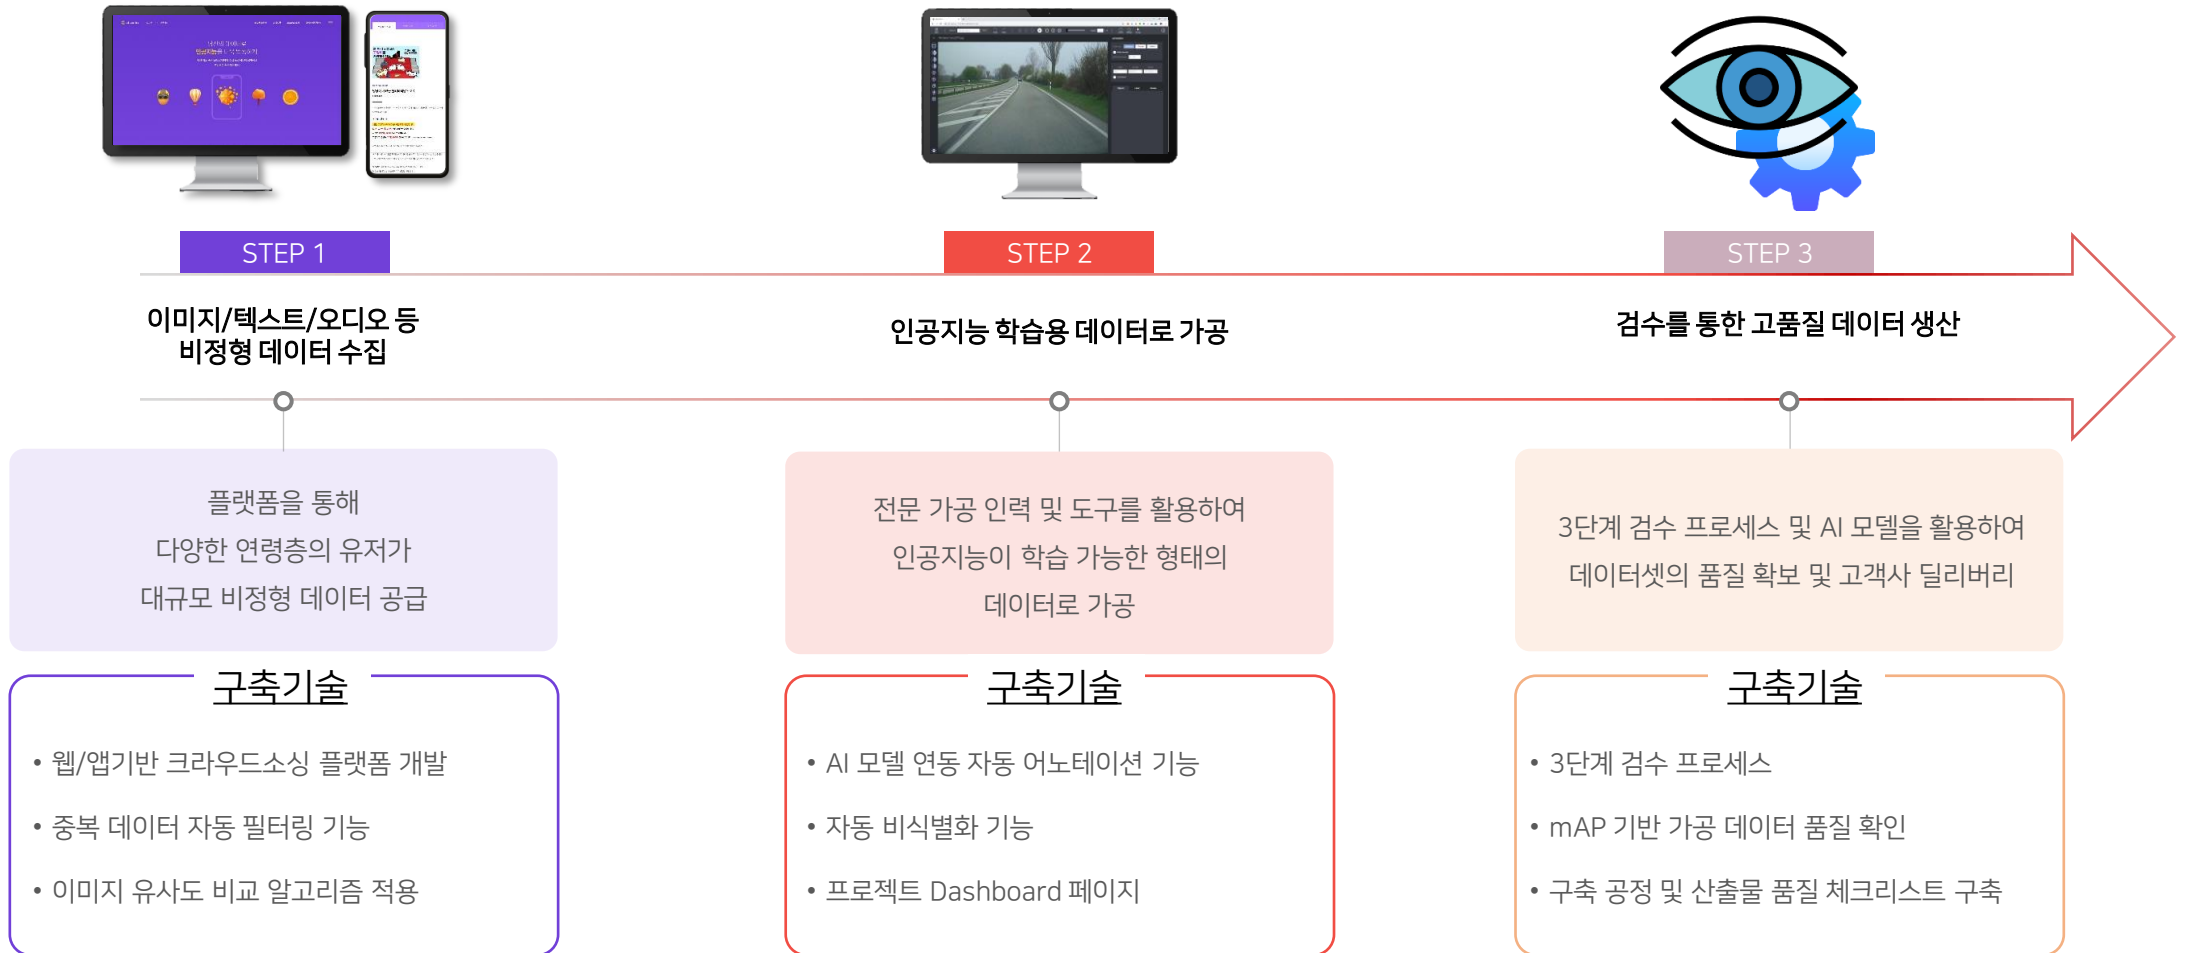 STEP 1
이미지/텍스트/오디오 등
비정형 데이터 수집
플랫폼을 통해
다양한 연령층의 유저가
대규모 비정형 데이터 공급
구축기술
• 웹/앱기반 크라우드소싱 플랫폼 개발
• 중복 데이터 자동 필터링 기능
• 이미지 유사도 비교 알고리즘 적용
STEP 2
인공지능 학습용 데이터로 가공
전문 가공 인력 및 도구를 활용하여
인공지능이 학습 가능한 형태의
데이터로 가공
구축기술
• AI 모델 연동 자동 어노테이션 기능
• 자동 비식별화 기능
• 프로젝트 Dashboard 페이지
STEP 3
검수를 통한 고품질 데이터 생산
3단계 검수 프로세스 및 AI 모델을 활용하여
데이터셋의 품질 확보 및 고객사 딜리버리
구축기술
• 3단계 검수 프로세스
• mAP 기반 가공 데이터 품질 확인
• 구축 공정 및 산출물 품질 체크리스트 구축